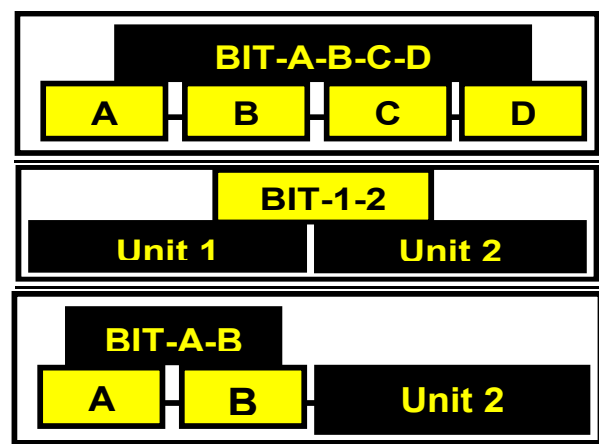 BIT-A-B-C-D
A B C D
BIT-1-2
Unit 1 Unit 2
BIT-A-B
A B Unit 2